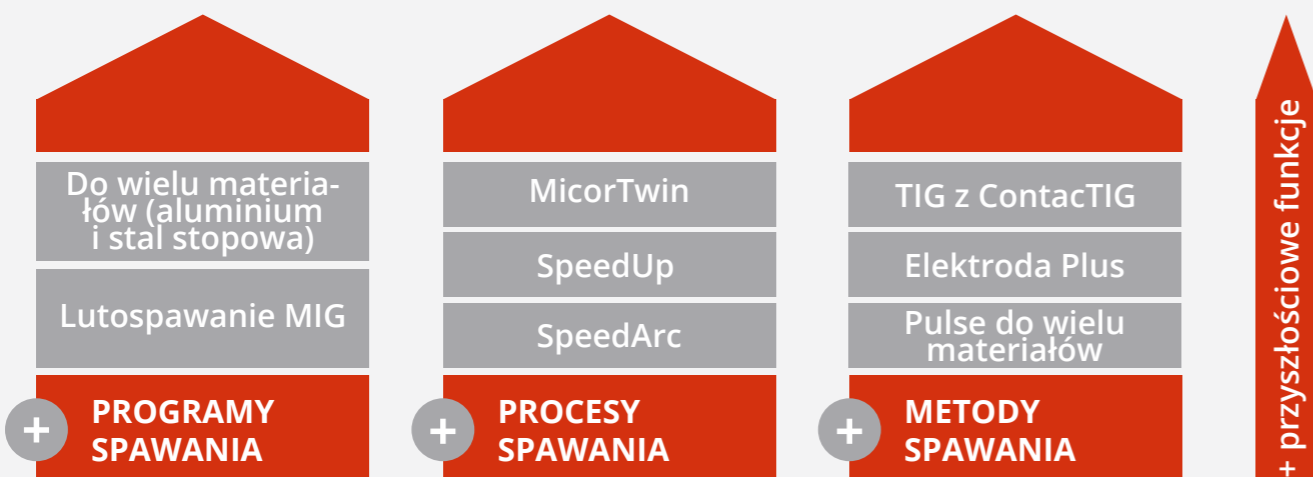 Do wielu materia-
łów (aluminium
i stal stopowa)
Lutospawanie MIG
+ PROGRAMY
SPAWANIA
MicorTwin
SpeedUp
SpeedArc
+ PROCESY
SPAWANIA
TIG z ContacTIG
Elektroda Plus
Pulse do wielu
materiałów
+ METODY
SPAWANIA
+ przyszłościowe funkcje